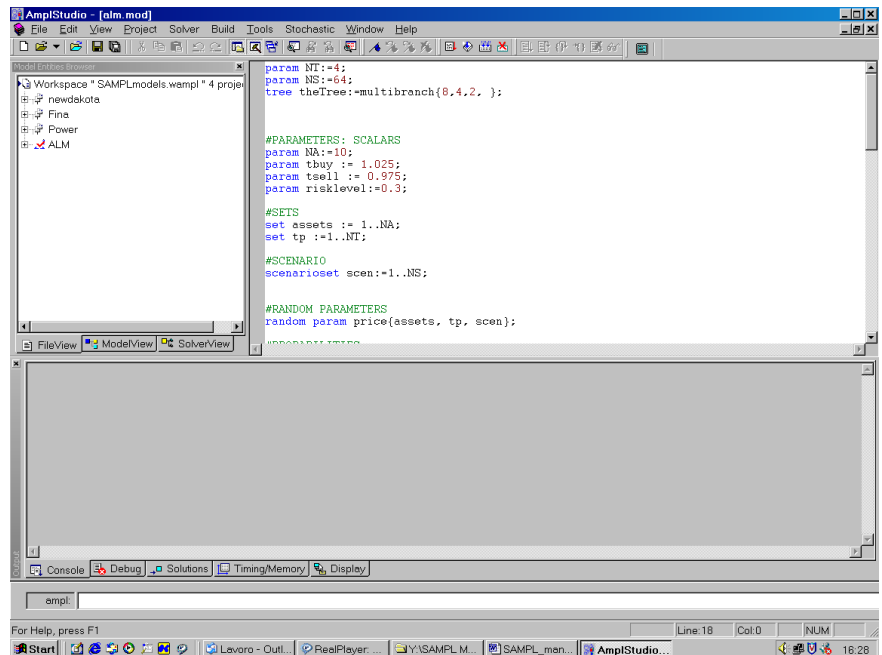 AmplStudio - [alm.mod]
File Edit View Project Solver Build Tools Stochastic Window Help
Model Entities Browser
Workspace " SAMPLmodels.wampl " 4 proje
newdakota
Fina
Power
ALM
FileView ModelView SolverView
param NT:=4;
param NS:=64;
tree theTree:=multibranch{8,4,2, };
#PARAMETERS: SCALARS
param NA:=10;
param tbuy := 1.025;
param tsell := 0.975;
param risklevel:=0.3;
#SETS
set assets := 1..NA;
set tp :=1..NT;
#SCENARIO
scenarioset scen:=1..NS;
#RANDOM PARAMETERS
random param price{assets, tp, scen};
#PROBABILITIES
Output
Console Debug Solutions Timing/Memory Display
ampl:
For Help, press F1
Line:18 Col:0 NUM
Start Lavoro - Outl... RealPlayer: ... Y:\SAMPL M... SAMPL_man... AmplStudio... 16:28